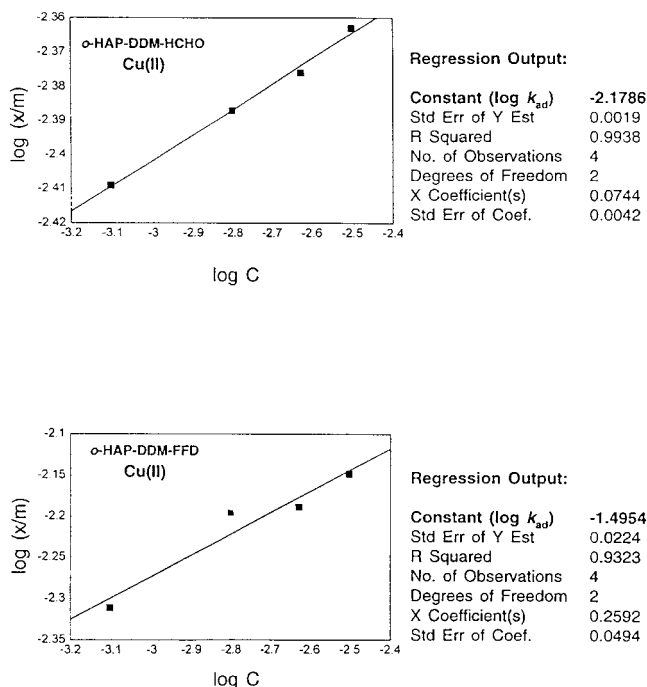 o-HAP-DDM-HCHO
Cu(II)
log (x/m)
-2.36
-2.37
-2.38
-2.39
-2.4
-2.41
-2.42
-3.2 -3.1 -3 -2.9 -2.8 -2.7 -2.6 -2.5 -2.4
log C
Regression Output:
Constant (log kad) -2.1786
Std Err of Y Est 0.0019
R Squared 0.9938
No. of Observations 4
Degrees of Freedom 2
X Coefficient(s) 0.0744
Std Err of Coef. 0.0042
o-HAP-DDM-FFD
Cu(II)
log (x/m)
-2.1
-2.15
-2.2
-2.25
-2.3
-2.35
-3.2 -3.1 -3 -2.9 -2.8 -2.7 -2.6 -2.5 -2.4
log C
Regression Output:
Constant (log kad) -1.4954
Std Err of Y Est 0.0224
R Squared 0.9323
No. of Observations 4
Degrees of Freedom 2
X Coefficient(s) 0.2592
Std Err of Coef. 0.0494